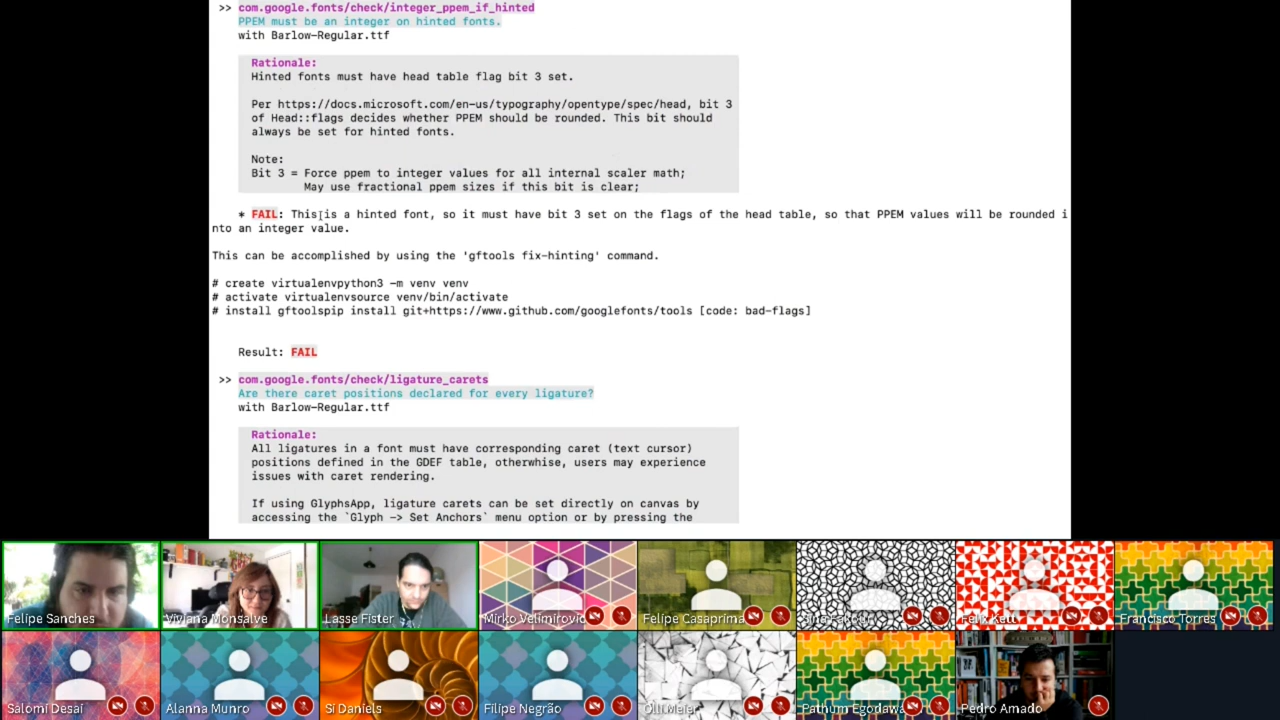 >> com.google.fonts/check/integer_ppem_if_hinted
PPEM must be an integer on hinted fonts.
with Barlow-Regular.ttf
Rationale:
Hinted fonts must have head table flag bit 3 set.
Per https://docs.microsoft.com/en-us/typography/opentype/spec/head, bit 3
of Head::flags decides whether PPEM should be rounded. This bit should
always be set for hinted fonts.
Note:
Bit 3 = Force ppem to integer values for all internal scaler math;
May use fractional ppem sizes if this bit is clear;
* FAIL: This is a hinted font, so it must have bit 3 set on the flags of the head table, so that PPEM values will be rounded i
nto an integer value.
This can be accomplished by using the 'gftools fix-hinting' command.
# create virtualenvpython3 -m venv venv
# activate virtualenvsource venv/bin/activate
# install gftoolspip install git+https://www.github.com/googlefonts/tools [code: bad-flags]
Result: FAIL
>> com.google.fonts/check/ligature_carets
Are there caret positions declared for every ligature?
with Barlow-Regular.ttf
Rationale:
All ligatures in a font must have corresponding caret (text cursor)
positions defined in the GDEF table, otherwhise, users may experience
issues with caret rendering.
If using GlyphsApp, ligature carets can be set directly on canvas by
accessing the `Glyph -> Set Anchors` menu option or by pressing the
Felipe Sanches
Viviana Monsalve
Lasse Fister
Mirko Velimirovic
Felipe Casaprima
Felix Kett
Francisco Torres
Salomi Desai
Alanna Munro
Si Daniels
Filipe Negrão
Olli Meier
Pathum Egodawa
Pedro Amado